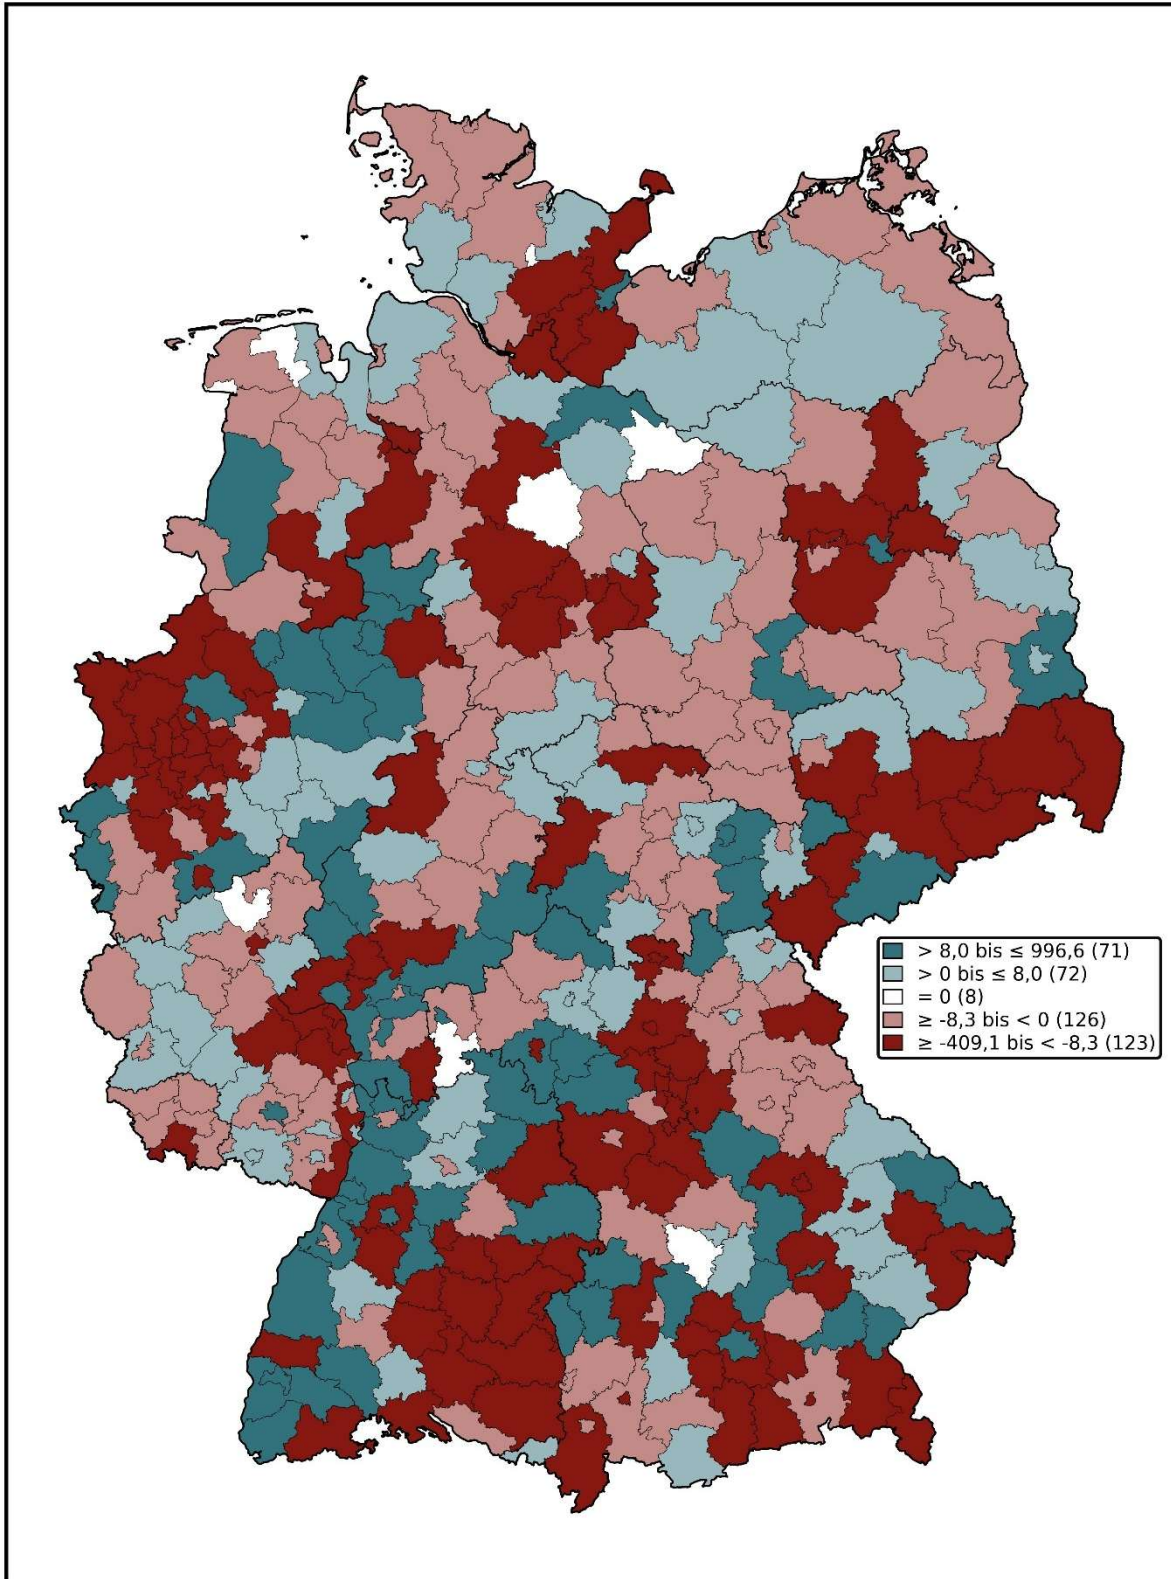 > 8,0 bis ≤ 996,6 (71)
> 0 bis ≤ 8,0 (72)
= 0 (8)
≥ -8,3 bis < 0 (126)
≥ -409,1 bis < -8,3 (123)